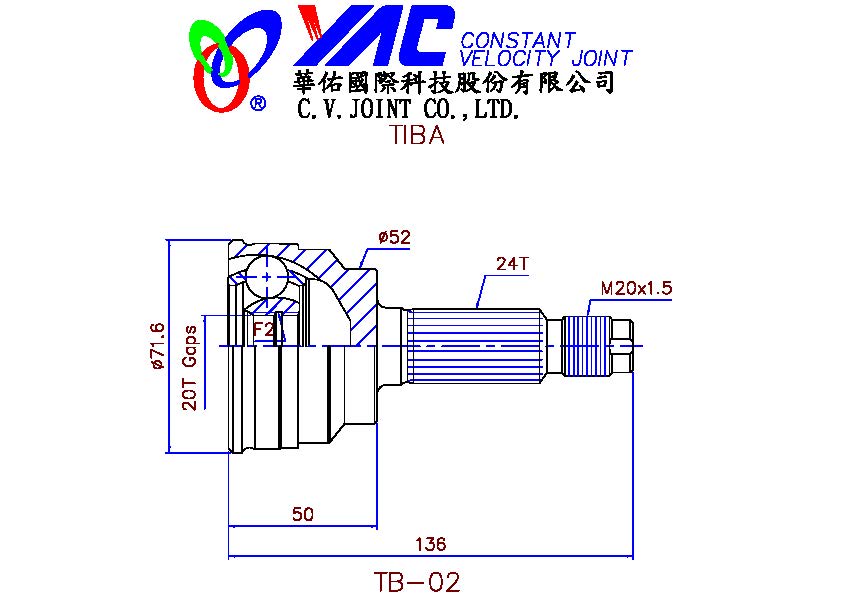 YAC CONSTANT
VELOCITY JOINT
®
華佑國際科技股份有限公司
C.V.JOINT CO.,LTD.
TIBA
ø52
24T
M20x1.5
F2
ø71.6
20T Gaps
50
136
TB-02